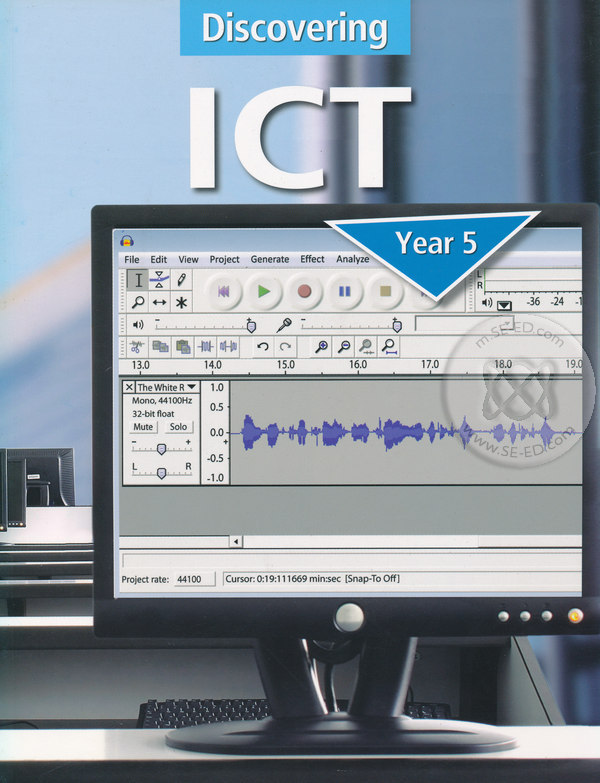 Discovering
ICT
Year 5
File Edit View Project Generate Effect Analyze
L
R
-36 -24 -1
- +
- +
13.0 14.0 15.0 16.0 17.0 18.0 19.0
The White R
Mono, 44100Hz
32-bit float
Mute Solo
- +
L R
1.0
0.5
0.0
-0.5
-1.0
Project rate: 44100 Cursor: 0:19:111669 min:sec [Snap-To Off]
m.SE-ED.com
www.SE-ED.com